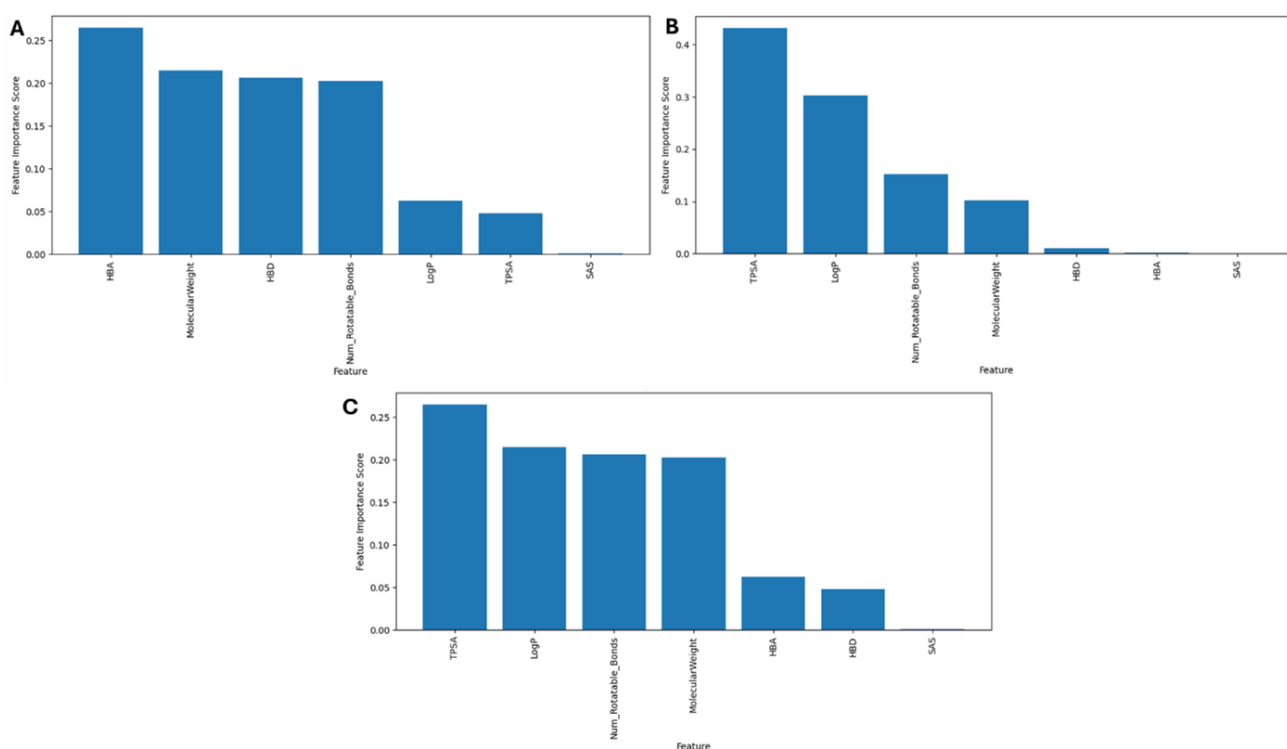 A
Feature Importance Score
0.25
0.20
0.15
0.10
0.05
0.00
HBA
MolecularWeight
HBD
Num_Rotatable_Bonds
LogP
TPSA
SAS
Feature
B
Feature Importance Score
0.4
0.3
0.2
0.1
0.0
TPSA
LogP
Num_Rotatable_Bonds
MolecularWeight
HBD
HBA
SAS
Feature
C
Feature Importance Score
0.25
0.20
0.15
0.10
0.05
0.00
TPSA
LogP
Num_Rotatable_Bonds
MolecularWeight
HBA
HBD
SAS
Feature